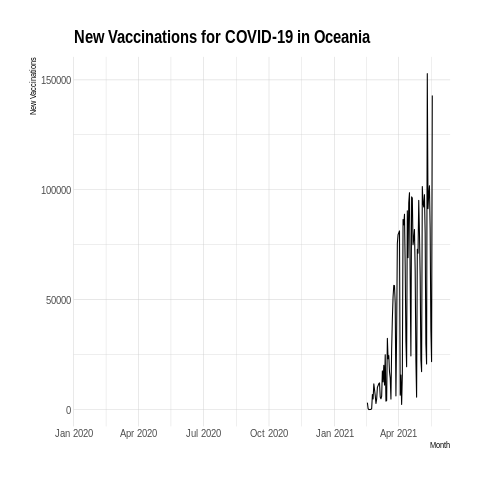 New Vaccinations for COVID-19 in Oceania
New Vaccinations
150000
100000
50000
0
Jan 2020 Apr 2020 Jul 2020 Oct 2020 Jan 2021 Apr 2021
Month